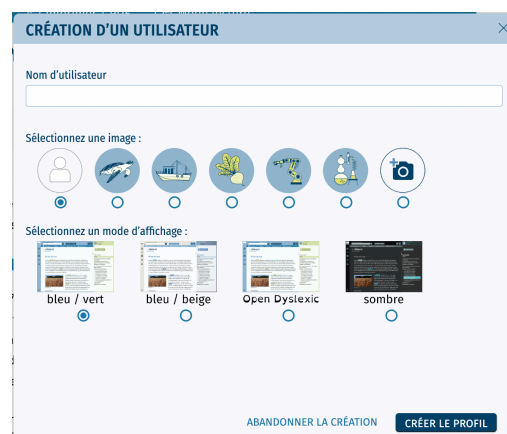 CRÉATION D'UN UTILISATEUR
Nom d'utilisateur
Sélectionnez une image :
Sélectionnez un mode d'affichage :
bleu / vert bleu / beige Open Dyslexic sombre
ABANDONNER LA CRÉATION CRÉER LE PROFIL